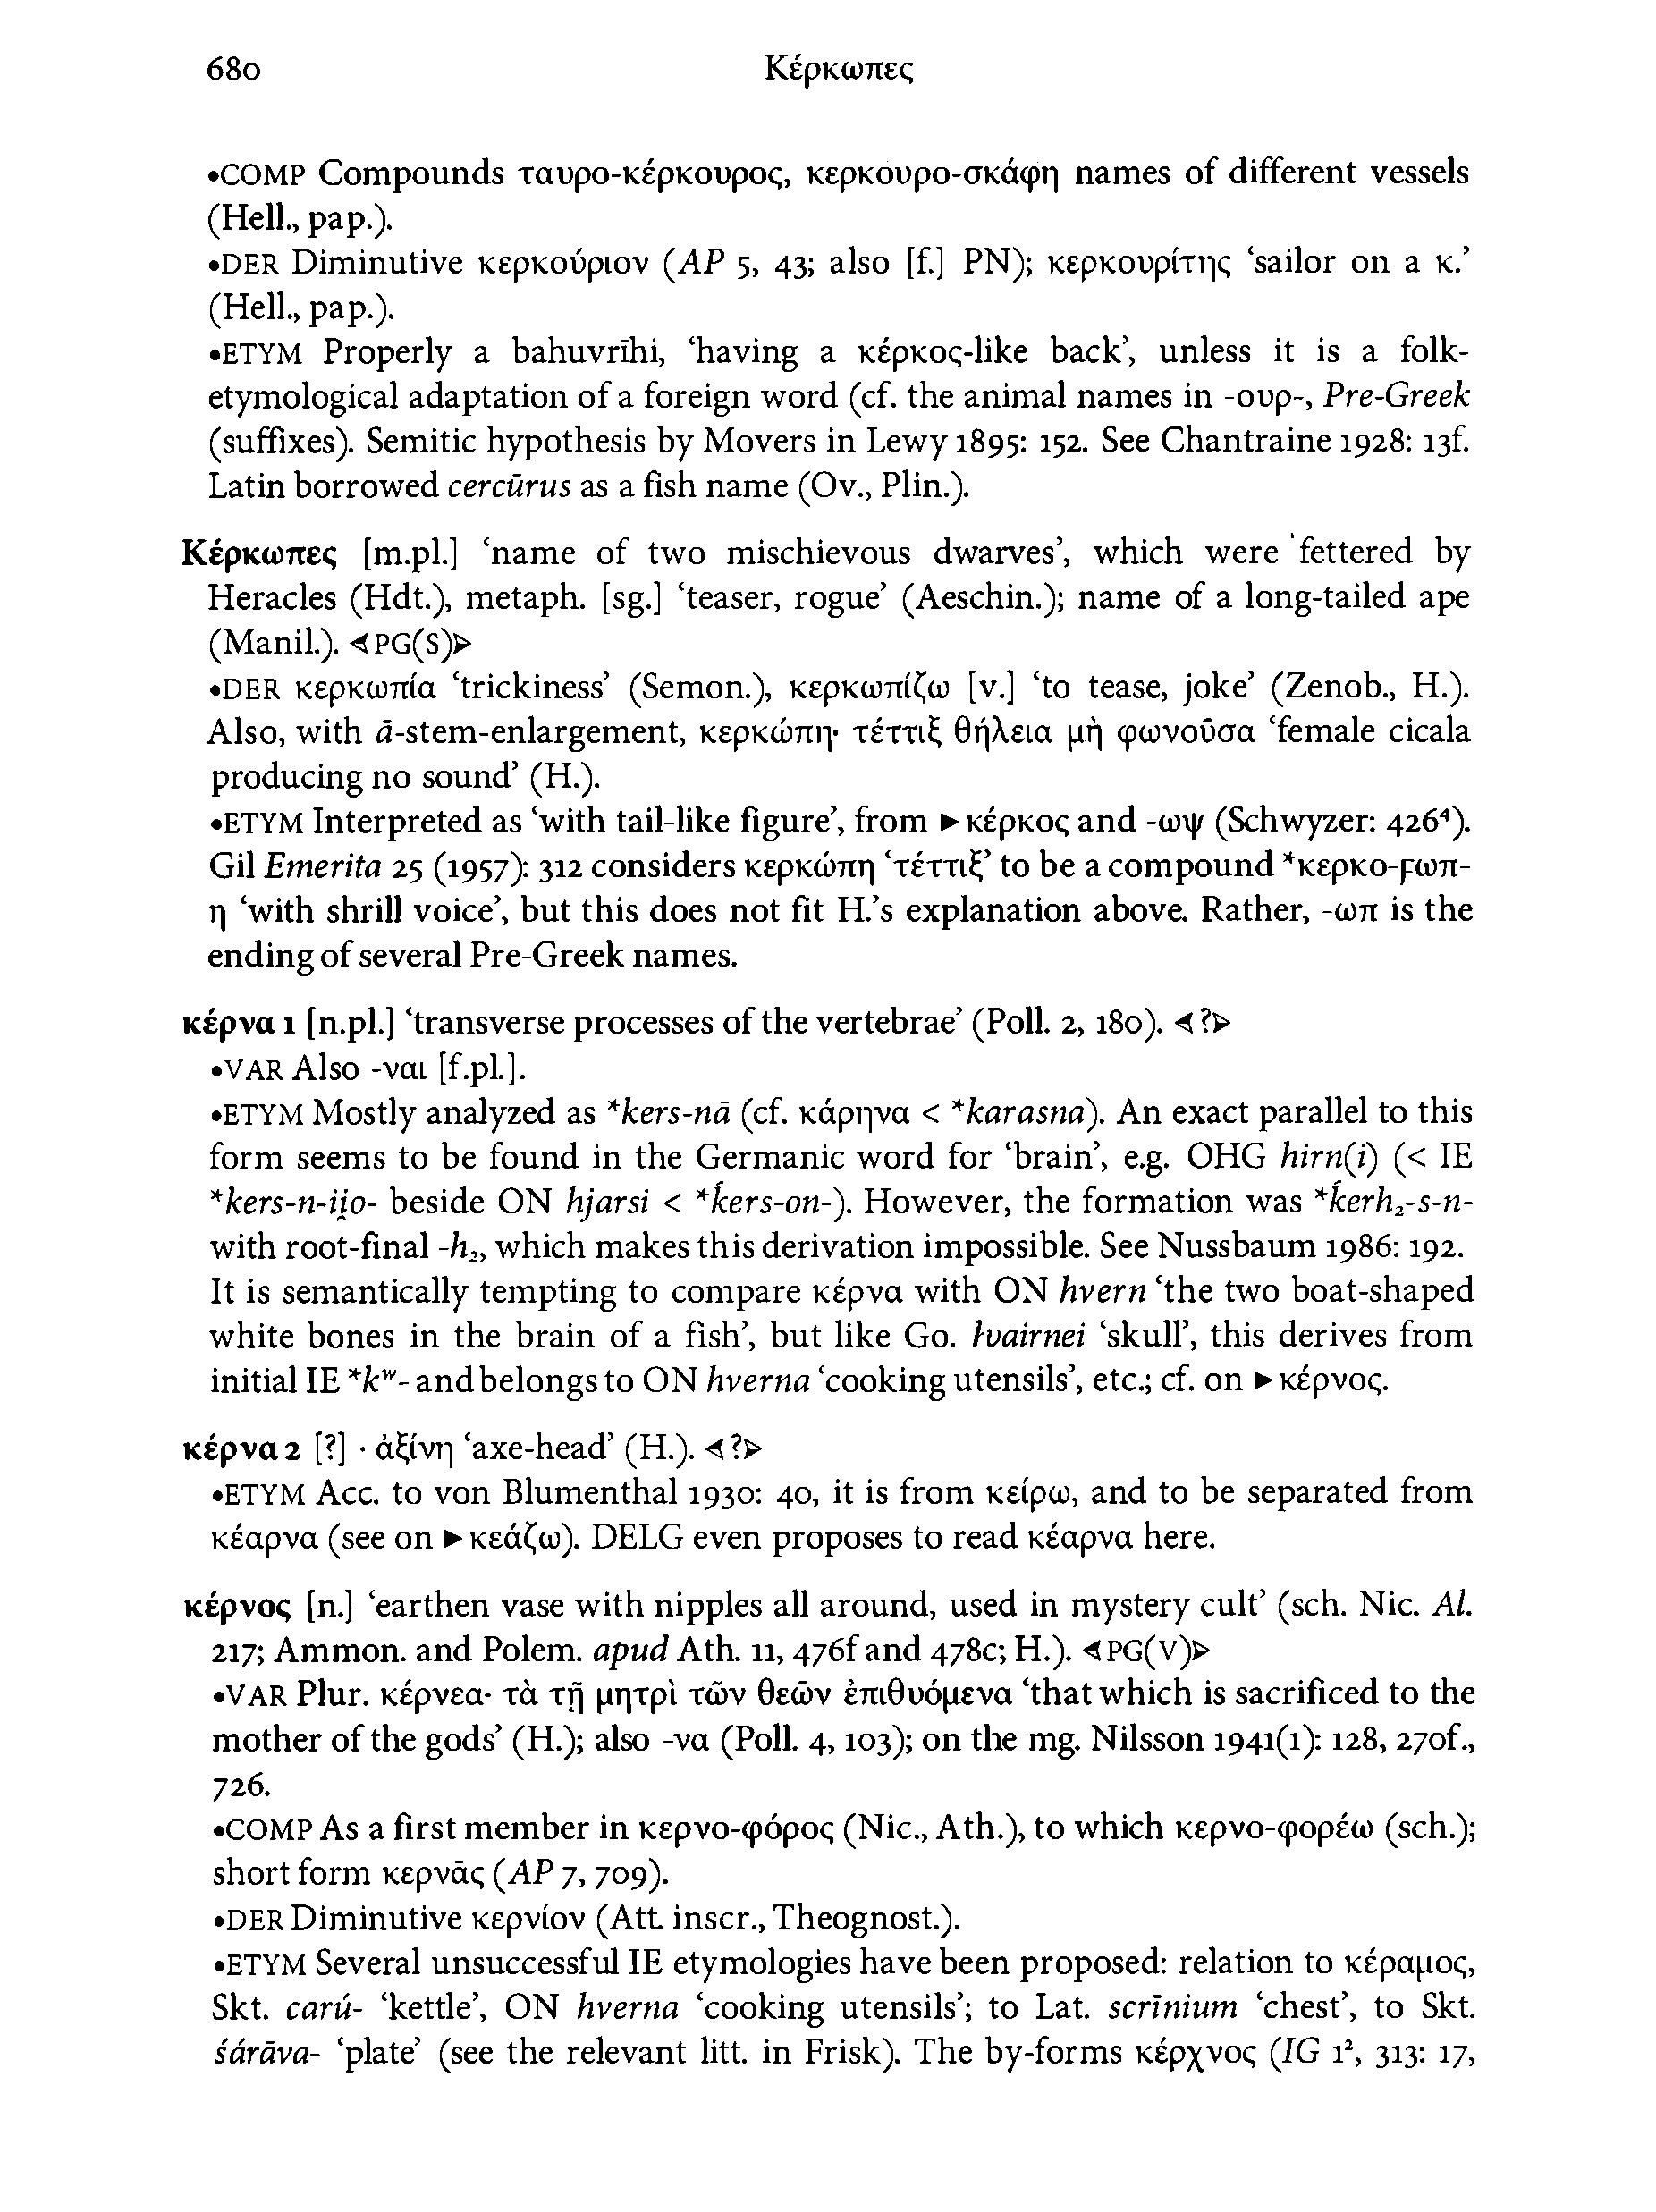 680 Κέρκωπες
•COMP Compounds ταυρο-κέρκουρος, κερκουρο-σκάφη names of different vessels
(Hell., pap.).
•DER Diminutive κερκούριον (AP 5, 43; also [f.] PN); κερκουρίτης ‘sailor on a κ.’
(Hell., pap.).
•ETYM Properly a bahuvrīhi, ‘having a κέρκος-like back’, unless it is a folk-
etymological adaptation of a foreign word (cf. the animal names in -ουρ-, Pre-Greek
(suffixes). Semitic hypothesis by Movers in Lewy 1895: 152. See Chantraine 1928: 13f.
Latin borrowed cercūrus as a fish name (Ov., Plin.).
Κέρκωπες [m.pl.] ‘name of two mischievous dwarves’, which were fettered by
Heracles (Hdt.), metaph. [sg.] ‘teaser, rogue’ (Aeschin.); name of a long-tailed ape
(Manil.). ◁PG(S)▷
•DER κερκωπία ‘trickiness’ (Semon.), κερκωπίζω [v.] ‘to tease, joke’ (Zenob., H.).
Also, with ā-stem-enlargement, κερκώπη· τέττιξ θήλεια μὴ φωνοῦσα ‘female cicala
producing no sound’ (H.).
•ETYM Interpreted as ‘with tail-like figure’, from ►κέρκος and -ωψ (Schwyzer: 426⁴).
Gil Emerita 25 (1957): 312 considers κερκώπη ‘τέττιξ’ to be a compound *κερκο-ϝωπ-
η ‘with shrill voice’, but this does not fit H.’s explanation above. Rather, -ωπ is the
ending of several Pre-Greek names.
κέρνα 1 [n.pl.] ‘transverse processes of the vertebrae’ (Poll. 2, 180). ◁?▷
•VAR Also -ναι [f.pl.].
•ETYM Mostly analyzed as *kers-nā (cf. κάρηνα < *karasna). An exact parallel to this
form seems to be found in the Germanic word for ‘brain’, e.g. OHG hirn(i) (< IE
*ḱers-n-ii̯o- beside ON hjarsi < *ḱers-on-). However, the formation was *ḱerh₂-s-n-
with root-final -h₂, which makes this derivation impossible. See Nussbaum 1986: 192.
It is semantically tempting to compare κέρνα with ON hvern ‘the two boat-shaped
white bones in the brain of a fish’, but like Go. ƕairnei ‘skull’, this derives from
initial IE *kʷ- and belongs to ON hverna ‘cooking utensils’, etc.; cf. on ►κέρνος.
κέρνα 2 [?] · ἀξίνη ‘axe-head’ (H.). ◁?▷
•ETYM Acc. to von Blumenthal 1930: 40, it is from κείρω, and to be separated from
κέαρνα (see on ►κεάζω). DELG even proposes to read κέαρνα here.
κέρνος [n.] ‘earthen vase with nipples all around, used in mystery cult’ (sch. Nic. Al.
217; Ammon. and Polem. apud Ath. 11, 476f and 478c; H.). ◁PG(V)▷
•VAR Plur. κέρνεα· τὰ τῇ μητρὶ τῶν θεῶν ἐπιθυόμενα ‘that which is sacrificed to the
mother of the gods’ (H.); also -να (Poll. 4, 103); on the mg. Nilsson 1941(1): 128, 270f.,
726.
•COMP As a first member in κερνο-φόρος (Nic., Ath.), to which κερνο-φορέω (sch.);
short form κερνᾶς (AP 7, 709).
•DER Diminutive κερνίον (Att. inscr., Theognost.).
•ETYM Several unsuccessful IE etymologies have been proposed: relation to κέραμος,
Skt. carú- ‘kettle’, ON hverna ‘cooking utensils’; to Lat. scrīnium ‘chest’, to Skt.
śárāva- ‘plate’ (see the relevant litt. in Frisk). The by-forms κέρχνος (IG 1², 313: 17,